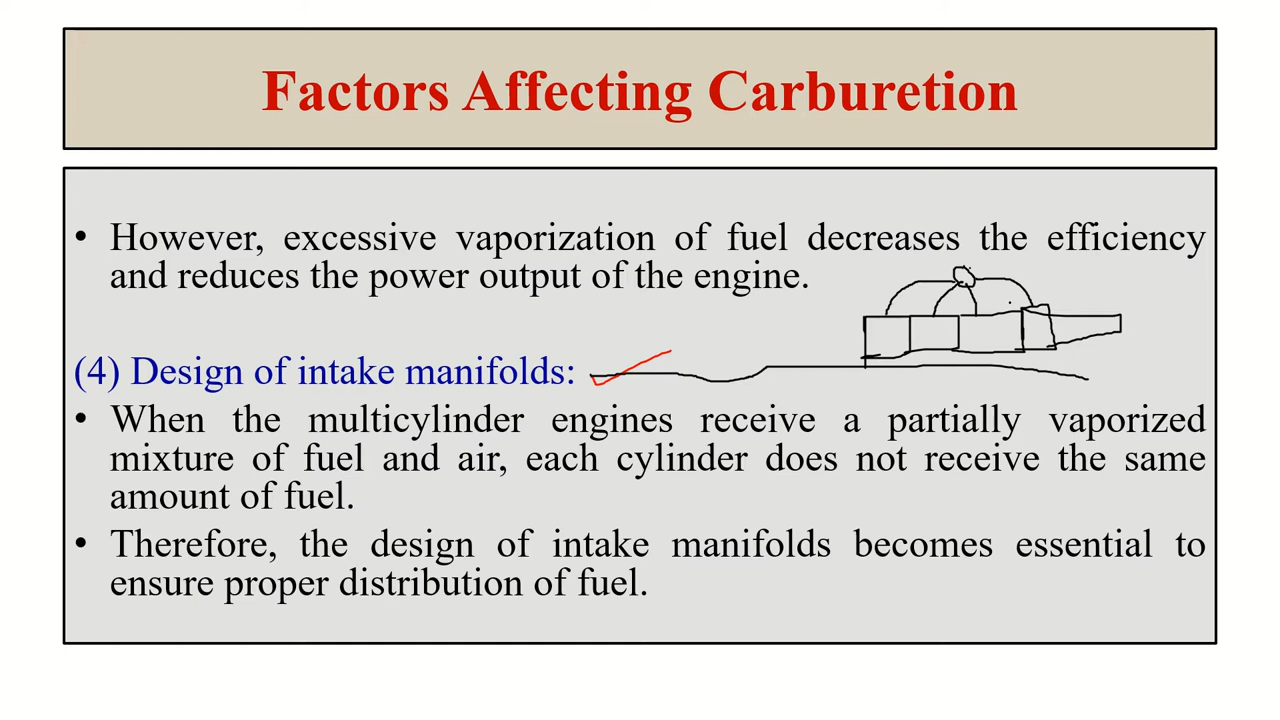 Factors Affecting Carburetion
• However, excessive vaporization of fuel decreases the efficiency
and reduces the power output of the engine.
(4) Design of intake manifolds:
• When the multicylinder engines receive a partially vaporized
mixture of fuel and air, each cylinder does not receive the same
amount of fuel.
• Therefore, the design of intake manifolds becomes essential to
ensure proper distribution of fuel.